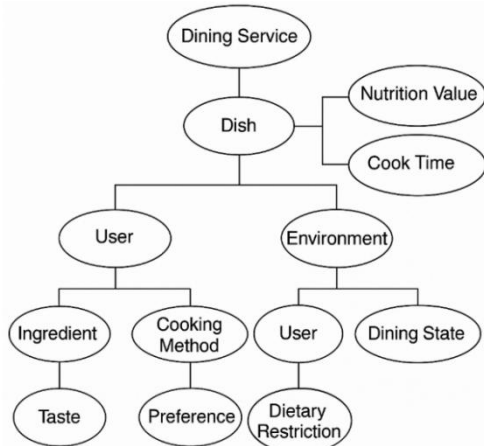 Dining Service
Nutrition Value
Dish
Cook Time
User
Environment
Ingredient
Cooking
Method
User
Dining State
Taste
Preference
Dietary
Restriction